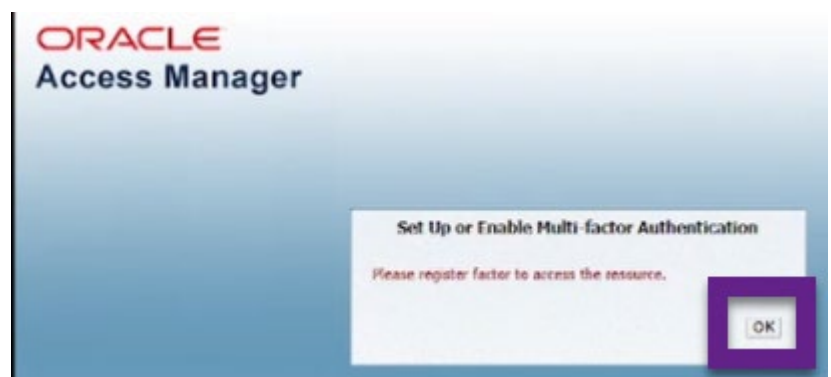 ORACLE
Access Manager
Set Up or Enable Multi-factor Authentication
Please register factor to access the resource.
OK